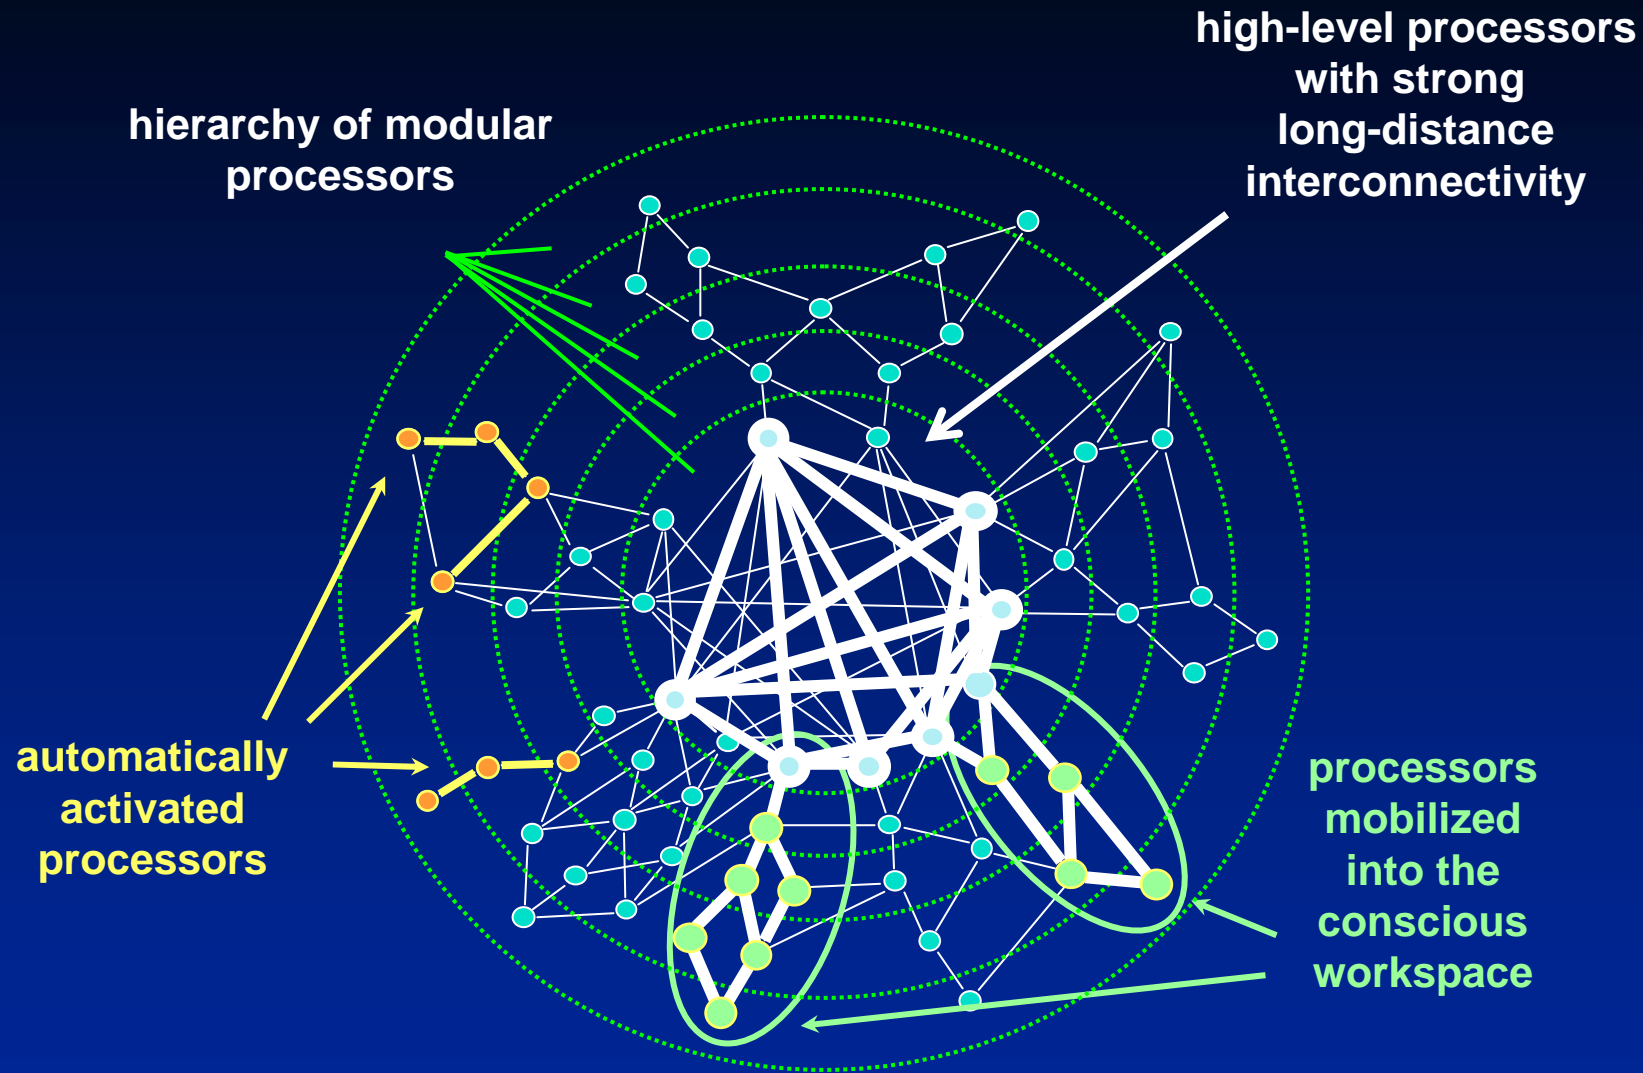 high-level processors
with strong
long-distance
interconnectivity
hierarchy of modular
processors
automatically
activated
processors
processors
mobilized
into the
conscious
workspace